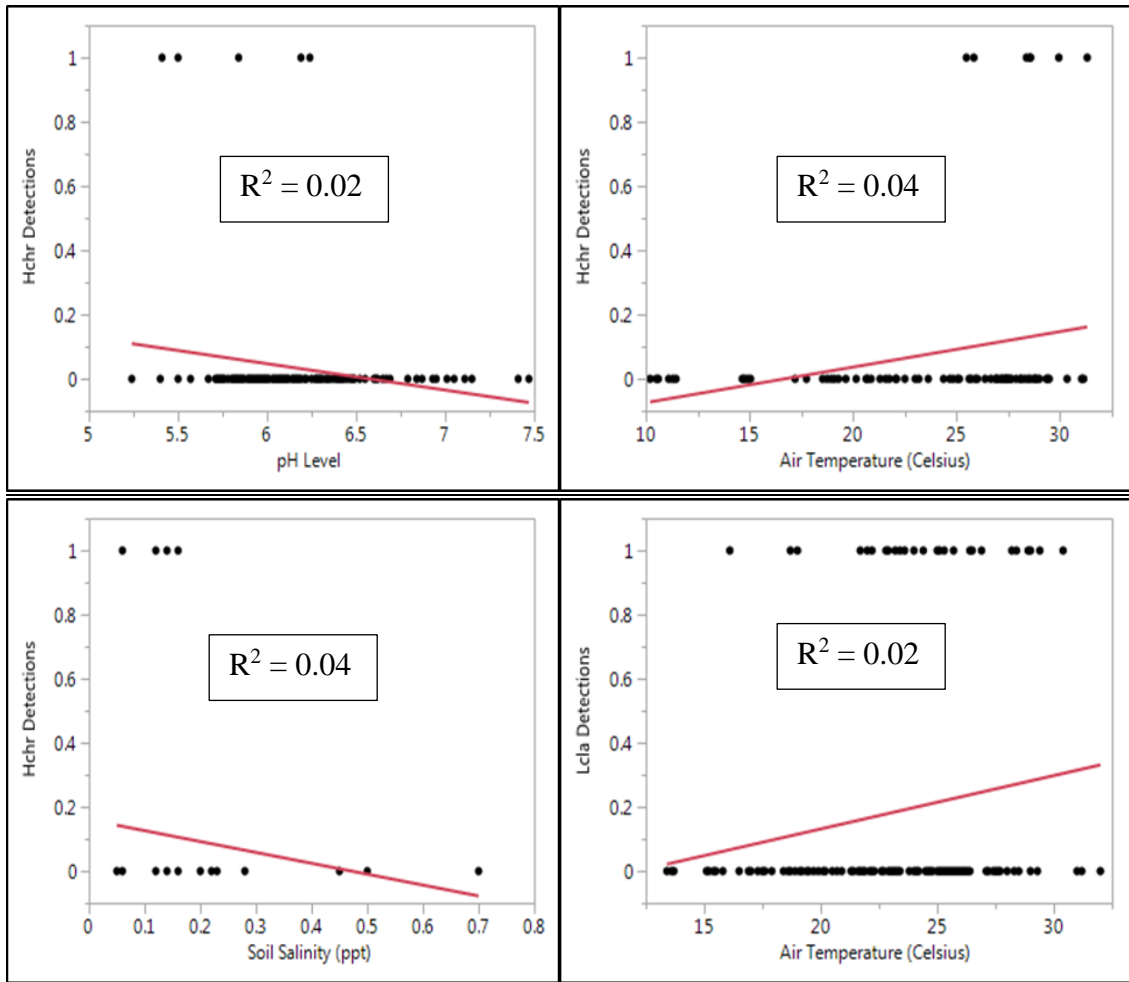 1
0.8
0.6
0.4
0.2
0
Hchr Detections
R² = 0.02
5 5.5 6 6.5 7 7.5
pH Level
1
0.8
0.6
0.4
0.2
0
Hchr Detections
R² = 0.04
10 15 20 25 30
Air Temperature (Celsius)
1
0.8
0.6
0.4
0.2
0
Hchr Detections
R² = 0.04
0 0.1 0.2 0.3 0.4 0.5 0.6 0.7 0.8
Soil Salinity (ppt)
1
0.8
0.6
0.4
0.2
0
Lcla Detections
R² = 0.02
15 20 25 30
Air Temperature (Celsius)